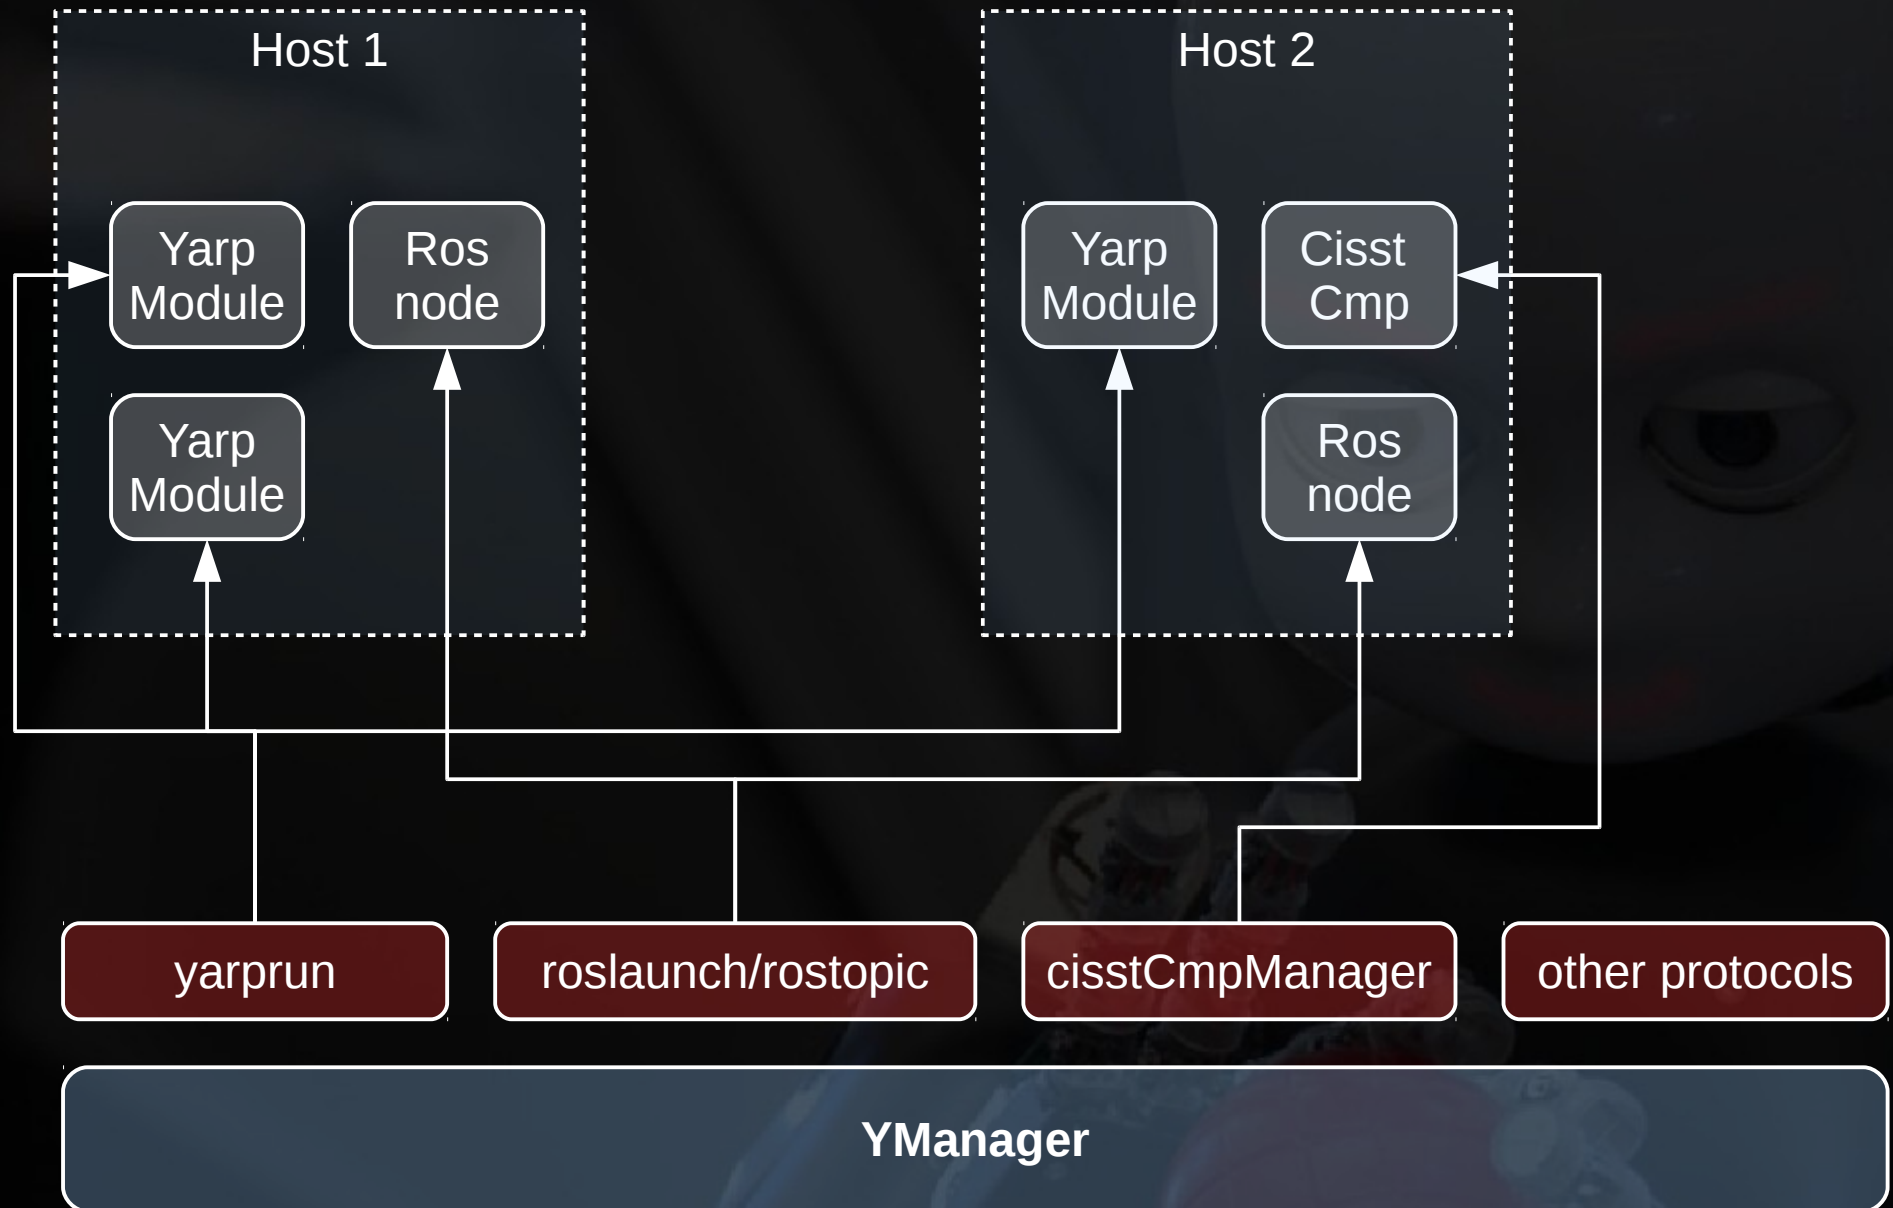 Host 1
Host 2
Yarp
Module
Ros
node
Yarp
Module
Cisst
Cmp
Yarp
Module
Ros
node
yarprun
roslaunch/rostopic
cisstCmpManager
other protocols
YManager